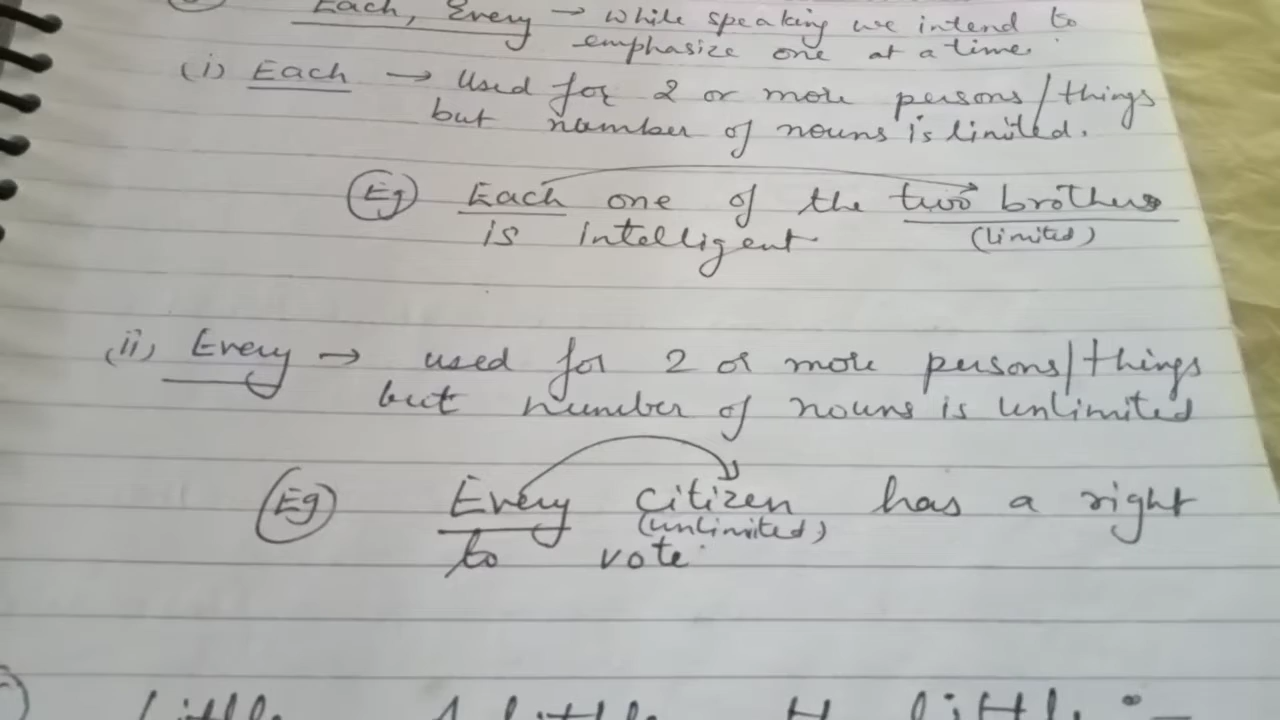 Each, Every → While speaking we intend to
emphasize one at a time.
(i) Each → Used for 2 or more persons/things
but number of nouns is limited.
Eg Each one of the two brothers
is intelligent (limited)
(ii) Every → used for 2 or more persons/things
but number of nouns is unlimited
Eg Every citizen has a right
(unlimited)
to vote.
Little A little